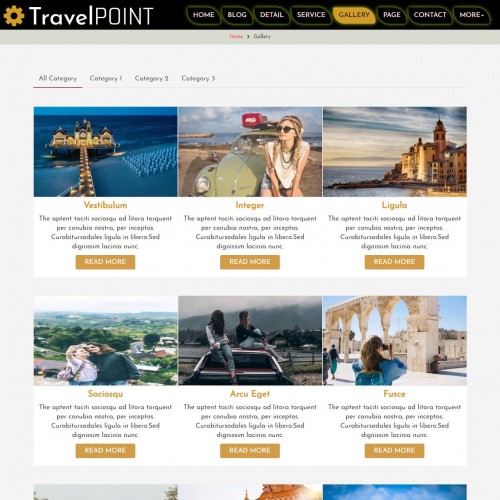 TravelPOINT
HOME BLOG DETAIL SERVICE GALLERY PAGE CONTACT MORE
Home > Gallery
All Category Category 1 Category 2 Category 3
Vestibulum
The aptent taciti sociosqu ad litora torquent
per conubia nostra, per inceptos.
Curabitursodales ligula in libero.Sed
dignissim lacinia nunc.
READ MORE
Integer
The aptent taciti sociosqu ad litora torquent
per conubia nostra, per inceptos.
Curabitursodales ligula in libero.Sed
dignissim lacinia nunc.
READ MORE
Ligula
The aptent taciti sociosqu ad litora torquent
per conubia nostra, per inceptos.
Curabitursodales ligula in libero.Sed
dignissim lacinia nunc.
READ MORE
Sociosqu
The aptent taciti sociosqu ad litora torquent
per conubia nostra, per inceptos.
Curabitursodales ligula in libero.Sed
dignissim lacinia nunc.
READ MORE
Arcu Eget
The aptent taciti sociosqu ad litora torquent
per conubia nostra, per inceptos.
Curabitursodales ligula in libero.Sed
dignissim lacinia nunc.
READ MORE
Fusce
The aptent taciti sociosqu ad litora torquent
per conubia nostra, per inceptos.
Curabitursodales ligula in libero.Sed
dignissim lacinia nunc.
READ MORE